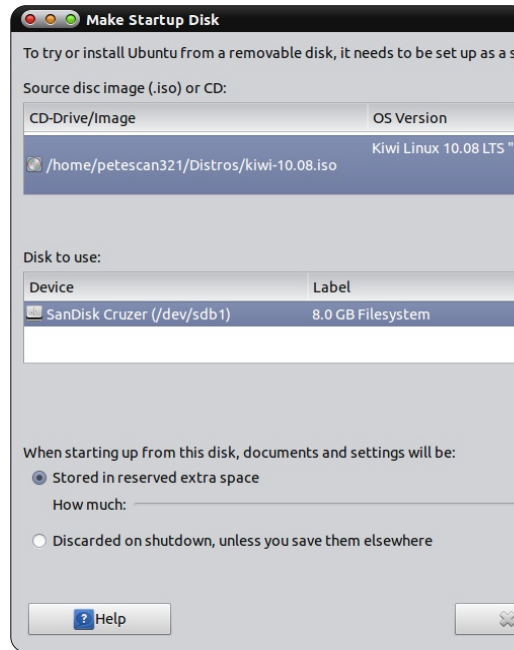 Make Startup Disk
To try or install Ubuntu from a removable disk, it needs to be set up as a s
Source disc image (.iso) or CD:
CD-Drive/Image OS Version
/home/petescan321/Distros/kiwi-10.08.iso Kiwi Linux 10.08 LTS "
Disk to use:
Device Label
SanDisk Cruzer (/dev/sdb1) 8.0 GB Filesystem
When starting up from this disk, documents and settings will be:
Stored in reserved extra space
How much:
Discarded on shutdown, unless you save them elsewhere
Help